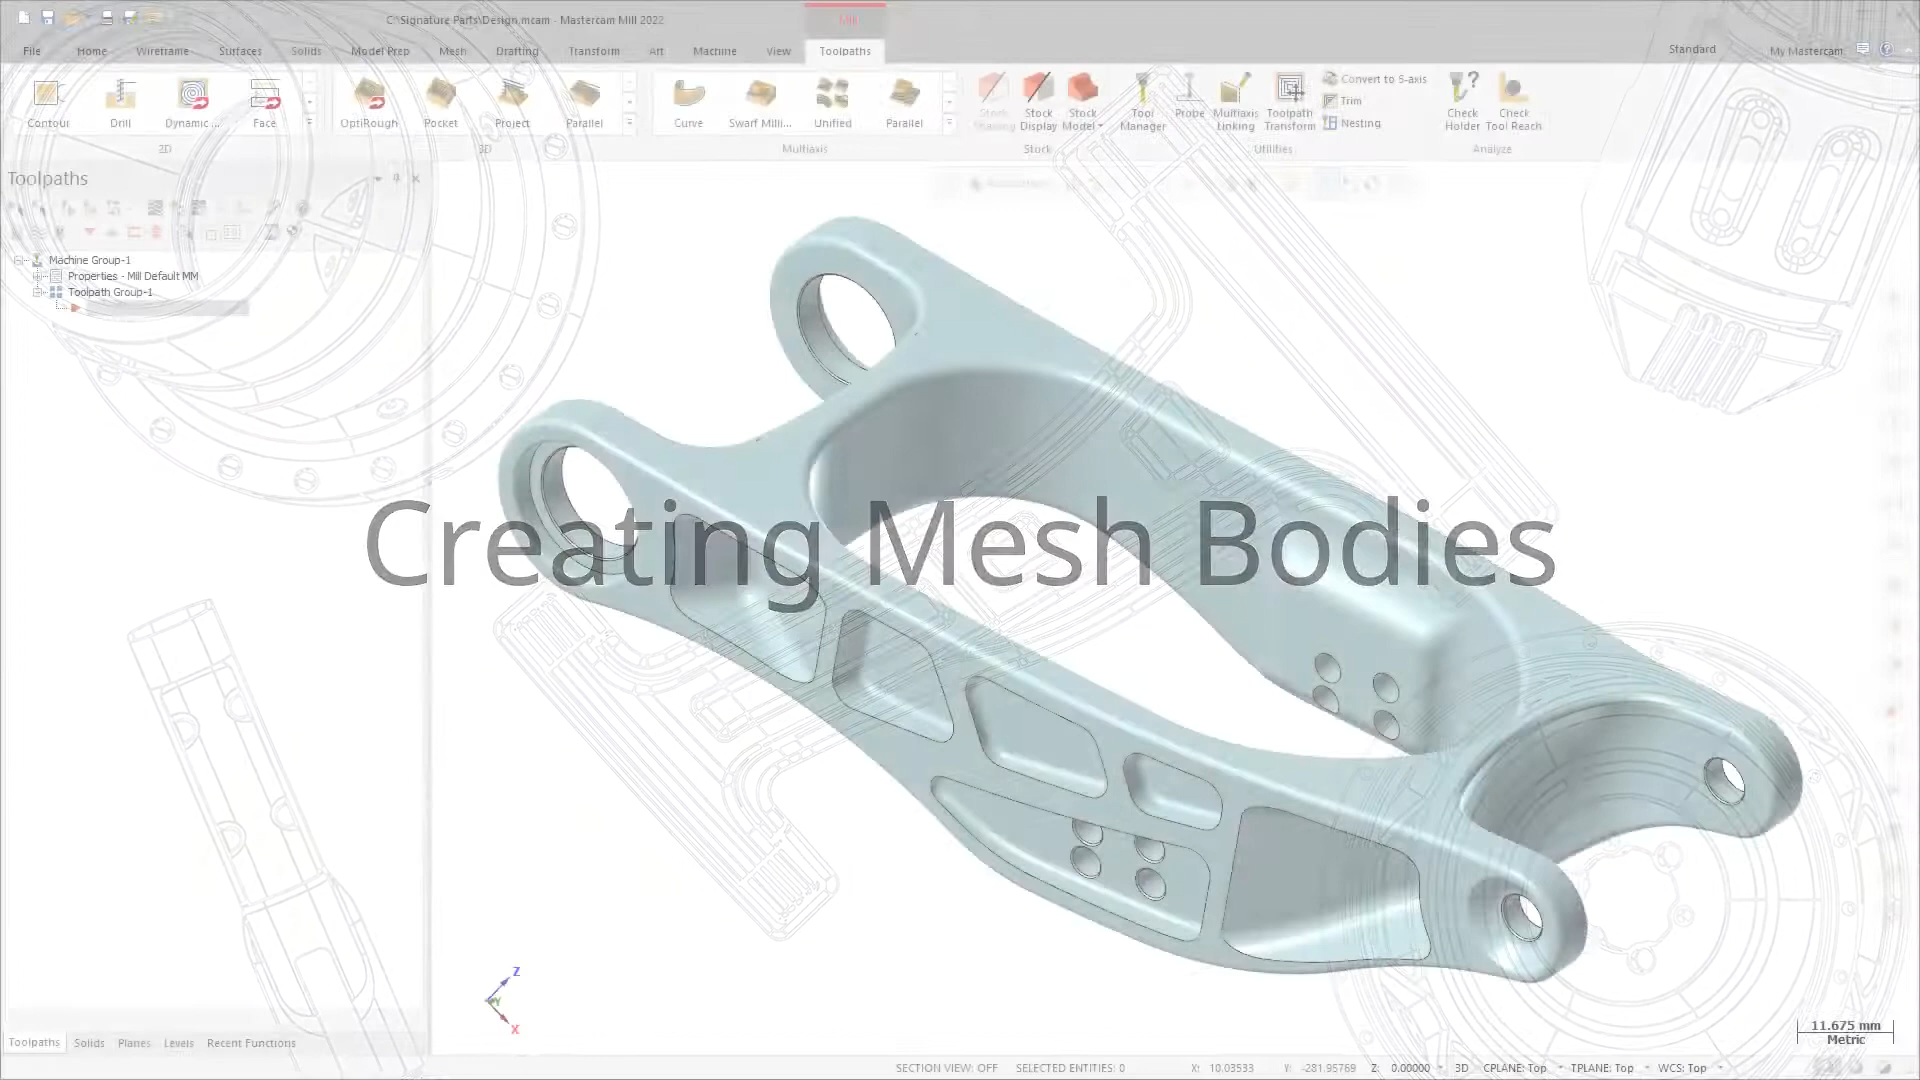 C:\Signature Parts\Design.mcam - Mastercam Mill 2022
Mill
File Home Wireframe Surfaces Solids Model Prep Mesh Drafting Transform Art Machine View Toolpaths
Standard My Mastercam
Contour Drill Dynamic ... Face
2D
OptiRough Pocket Project Parallel
3D
Curve Swarf Milli... Unified Parallel
Multiaxis
Stock Shading Stock Display Stock Model
Stock
Tool Manager Probe Multiaxis Linking Toolpath Transform
Convert to 5-axis
Trim
Nesting
Utilities
Check Holder Check Tool Reach
Analyze
Toolpaths
Machine Group-1
Properties - Mill Default MM
Toolpath Group-1
Creating Mesh Bodies
Z
Y
X
11.675 mm
Metric
Toolpaths Solids Planes Levels Recent Functions
SECTION VIEW: OFF SELECTED ENTITIES: 0 X: 10.03533 Y: -281.95769 Z: 0.00000 3D CPLANE: Top TPLANE: Top WCS: Top